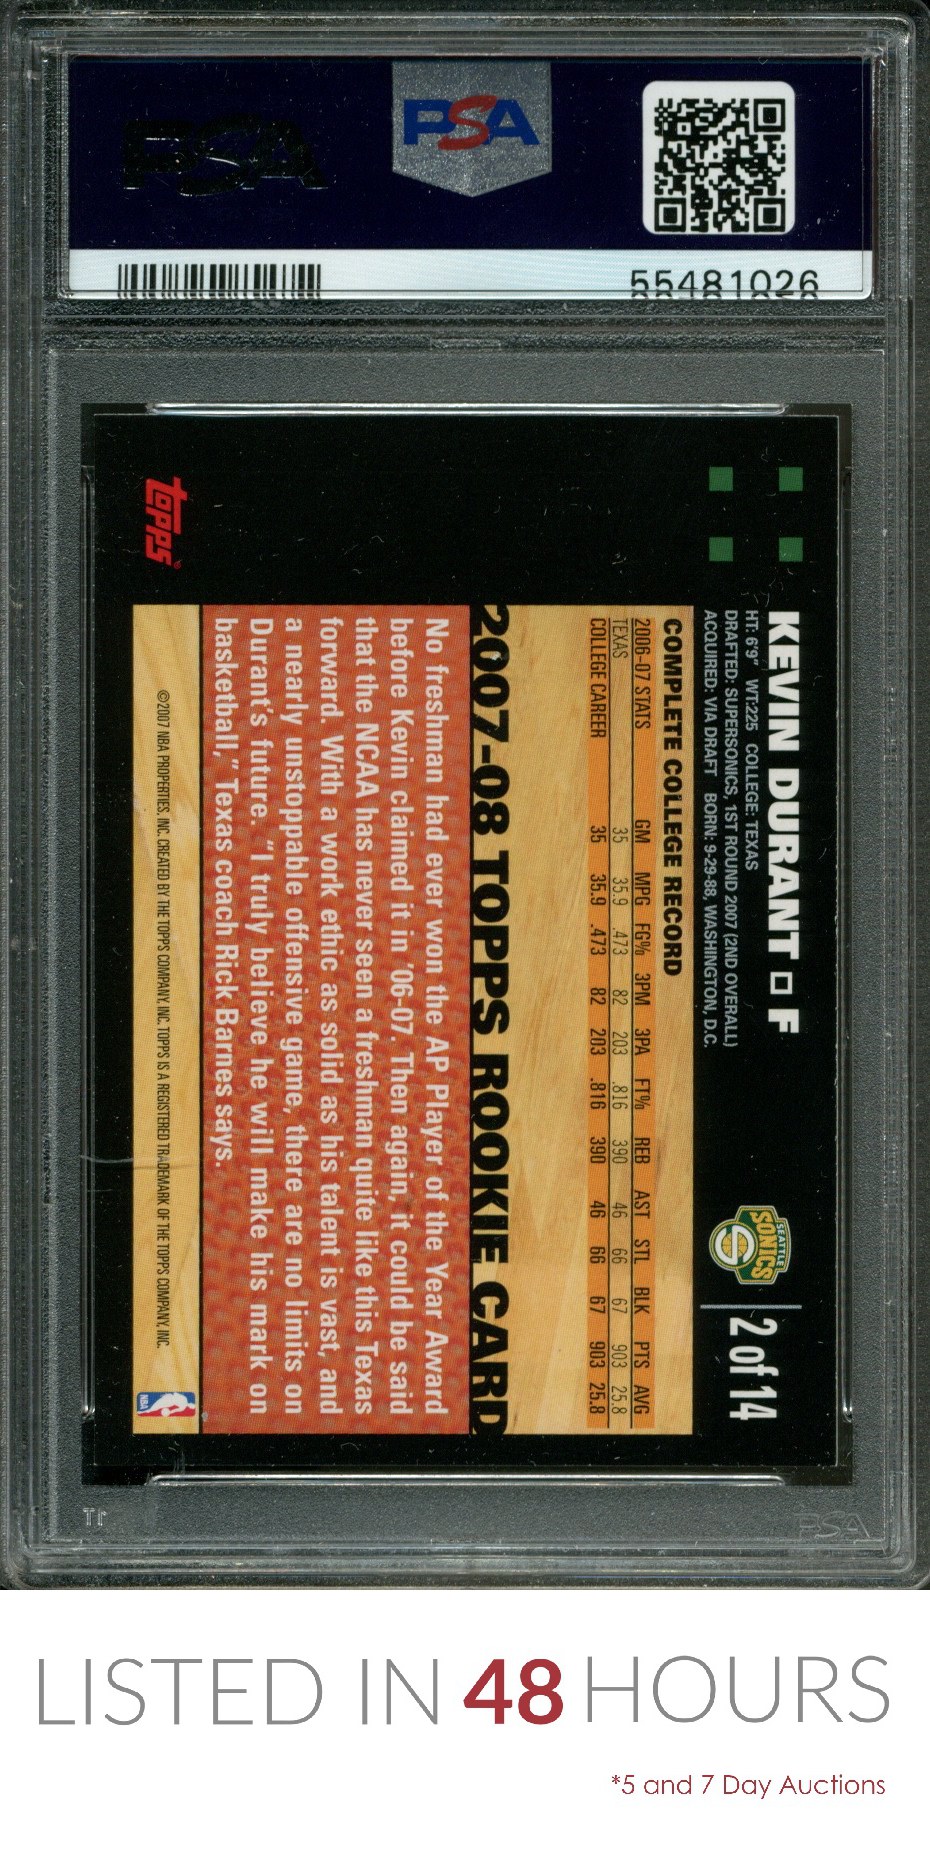 PSA
PSA
55481026
KEVIN DURANT □ F
HT: 6'9" WT:225 COLLEGE: TEXAS
DRAFTED: SUPERSONICS, 1ST ROUND 2007 (2ND OVERALL)
ACQUIRED: VIA DRAFT BORN: 9-29-88, WASHINGTON, D.C.
SEATTLE
SONICS
2 of 14
COMPLETE COLLEGE RECORD
2006-07 STATS GM MPG FG% 3PM 3PA FT% REB AST STL BLK PTS AVG
TEXAS 35 35.9 .473 82 203 .816 390 46 66 67 903 25.8
COLLEGE CAREER 35 35.9 .473 82 203 .816 390 46 66 67 903 25.8
2007-08 TOPPS ROOKIE CARD
No freshman had ever won the AP Player of the Year Award
before Kevin claimed it in '06-07. Then again, it could be said
that the NCAA has never seen a freshman quite like this Texas
forward. With a work ethic as solid as his talent is vast, and
a nearly unstoppable offensive game, there are no limits on
Durant's future. "I truly believe he will make his mark on
basketball," Texas coach Rick Barnes says.
©2007 NBA PROPERTIES, INC. CREATED BY THE TOPPS COMPANY, INC. TOPPS IS A REGISTERED TRADEMARK OF THE TOPPS COMPANY, INC.
NBA
topps
PSA
LISTED IN 48 HOURS
*5 and 7 Day Auctions